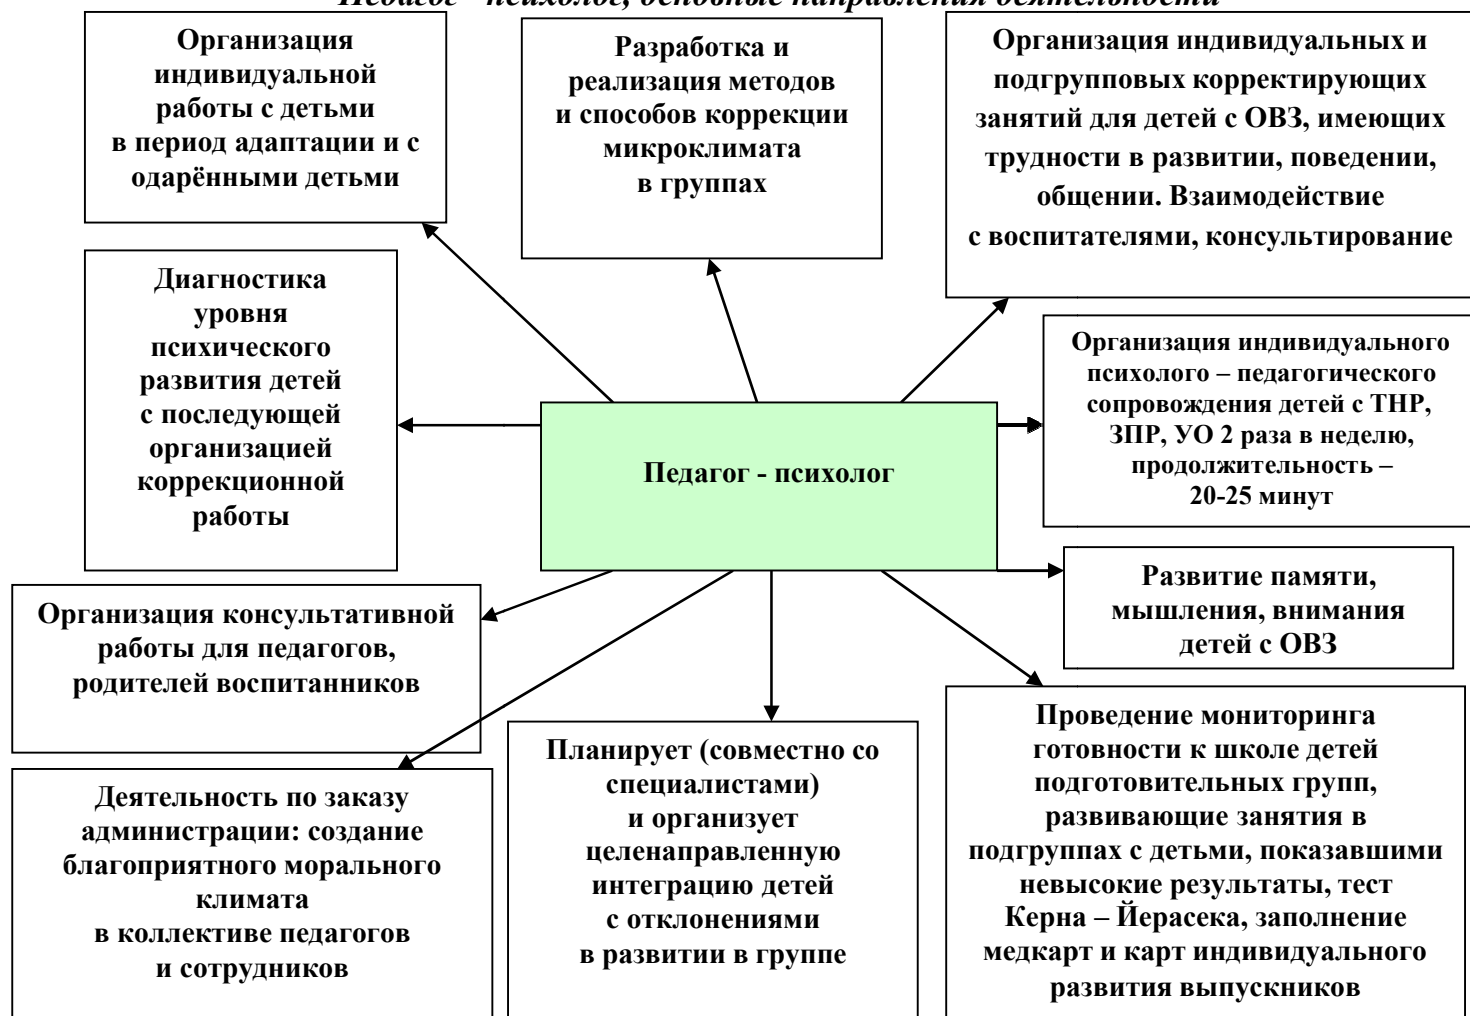 Педагог - психолог, основные направления деятельности
Организация
индивидуальной
работы с детьми
в период адаптации и с
одарёнными детьми
Разработка и
реализация методов
и способов коррекции
микроклимата
в группах
Организация индивидуальных и
подгрупповых корректирующих
занятий для детей с ОВЗ, имеющих
трудности в развитии, поведении,
общении. Взаимодействие
с воспитателями, консультирование
Диагностика
уровня
психического
развития детей
с последующей
организацией
коррекционной
работы
Педагог - психолог
Организация индивидуального
психолого – педагогического
сопровождения детей с ТНР,
ЗПР, УО 2 раза в неделю,
продолжительность –
20-25 минут
Развитие памяти,
мышления, внимания
детей с ОВЗ
Организация консультативной
работы для педагогов,
родителей воспитанников
Деятельность по заказу
администрации: создание
благоприятного морального
климата
в коллективе педагогов
и сотрудников
Планирует (совместно со
специалистами)
и организует
целенаправленную
интеграцию детей
с отклонениями
в развитии в группе
Проведение мониторинга
готовности к школе детей
подготовительных групп,
развивающие занятия в
подгруппах с детьми, показавшими
невысокие результаты, тест
Керна – Йерасека, заполнение
медкарт и карт индивидуального
развития выпускников